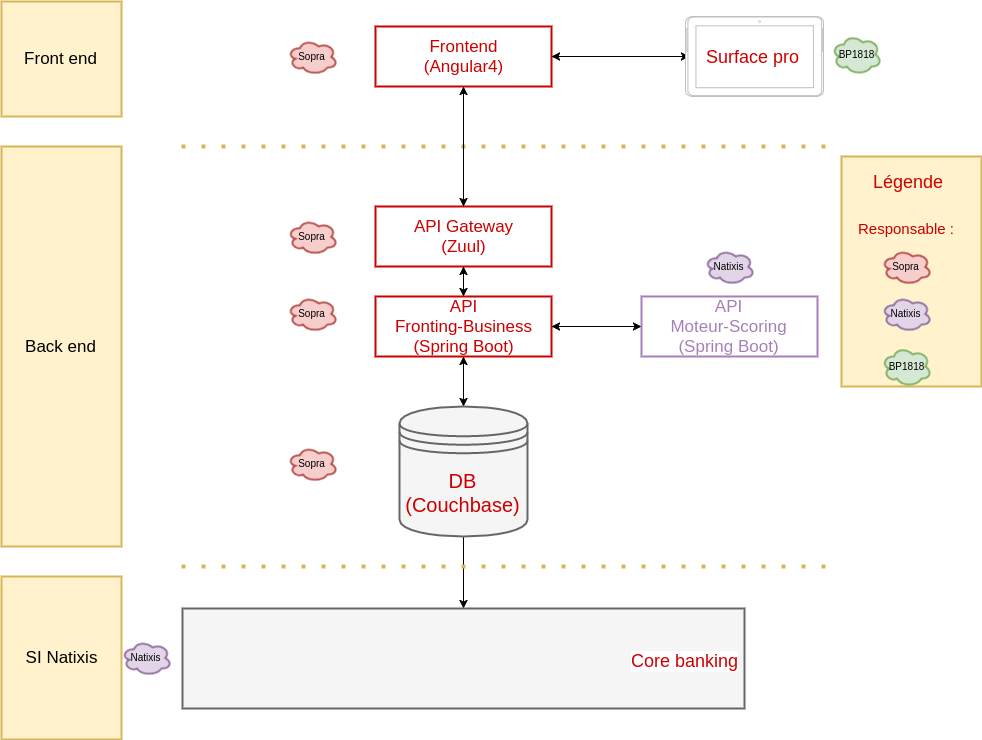 Front end
Sopra
Frontend
(Angular4)
Surface pro
BP1818
Back end
Sopra
API Gateway
(Zuul)
Sopra
API
Fronting-Business
(Spring Boot)
Natixis
API
Moteur-Scoring
(Spring Boot)
Sopra
DB
(Couchbase)
Légende
Responsable :
Sopra
Natixis
BP1818
SI Natixis
Natixis
Core banking